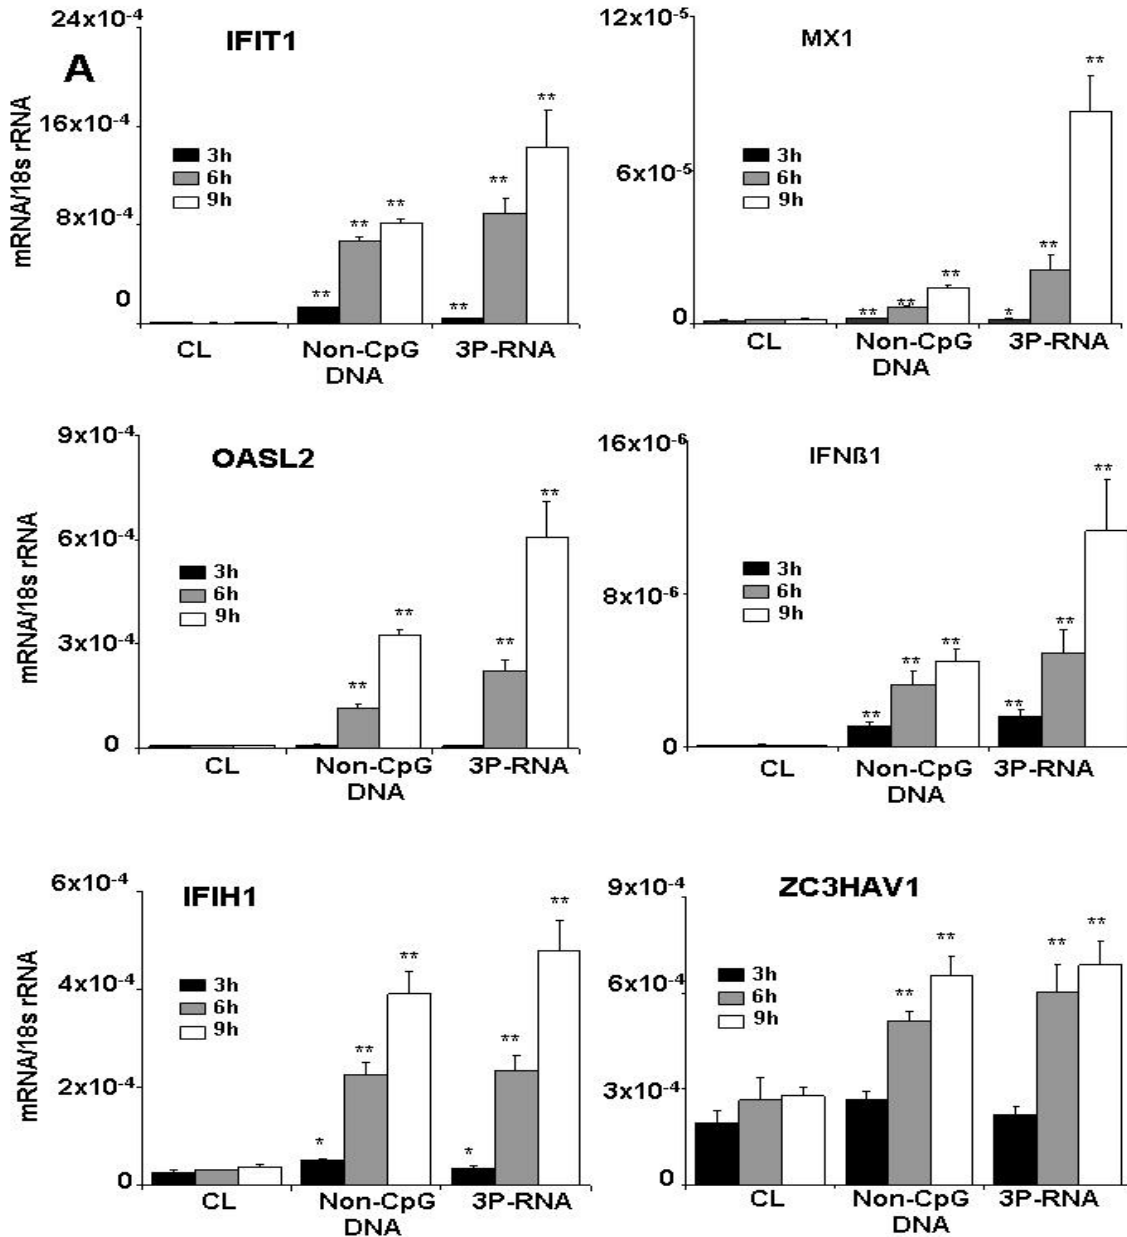 A
IFIT1
24x10-4
16x10-4
8x10-4
0
mRNA/18s rRNA
3h
6h
9h
** ** ** ** ** **
CL Non-CpG DNA 3P-RNA
MX1
12x10-5
6x10-5
0
3h
6h
9h
** ** ** * ** **
CL Non-CpG DNA 3P-RNA
OASL2
9x10-4
6x10-4
3x10-4
0
mRNA/18s rRNA
3h
6h
9h
** ** ** **
CL Non-CpG DNA 3P-RNA
IFNß1
16x10-6
8x10-6
0
3h
6h
9h
** ** ** ** ** **
CL Non-CpG DNA 3P-RNA
IFIH1
6x10-4
4x10-4
2x10-4
0
mRNA/18s rRNA
3h
6h
9h
* ** ** * ** **
CL Non-CpG DNA 3P-RNA
ZC3HAV1
9x10-4
6x10-4
3x10-4
0
3h
6h
9h
** ** ** **
CL Non-CpG DNA 3P-RNA